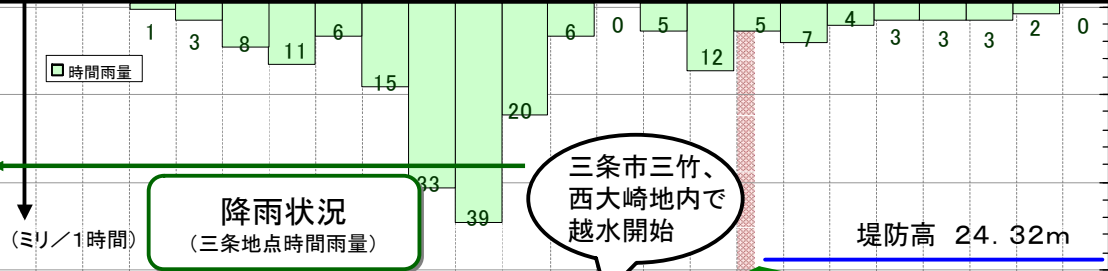 1
3
8
11
6
15
33
39
20
6
0
5
12
5
7
4
3
3
3
2
0
時間雨量
三条市三竹、
西大崎地内で
越水開始
降雨状況
(三条地点時間雨量)
(ミリ/1時間)
堤防高 24.32m